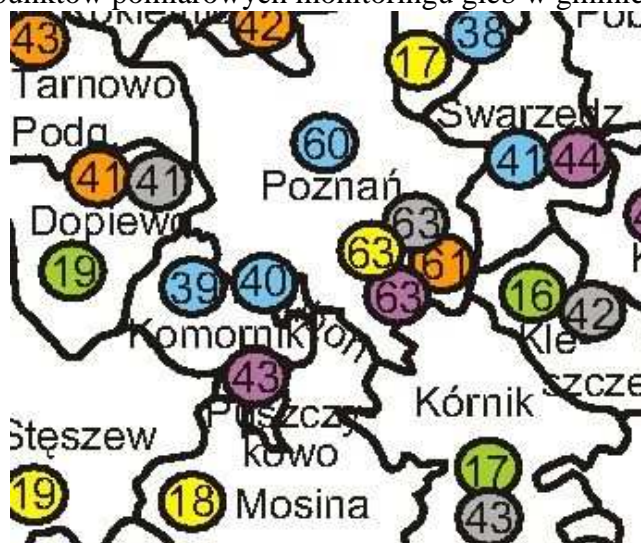 punktów pomiarowych monitoringu gleb w gminie
43
42
38
17
Tarnowo
Podg.
Swarzędz
60
41
44
41
41
Poznań
Dopiewo
63
19
63
61
63
39
40
16
42
Komorniki
Kle
szcze
43
Puszczy
kowo
Kórnik
Stęszew
17
19
18
Mosina
43